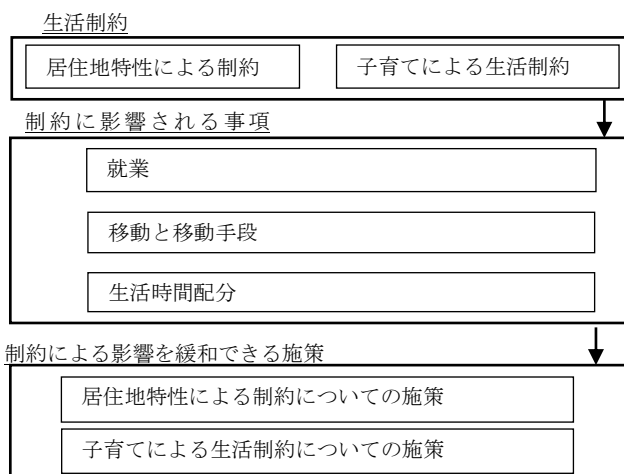 生活制約
居住地特性による制約
子育てによる生活制約
制約に影響される事項
就業
移動と移動手段
生活時間配分
制約による影響を緩和できる施策
居住地特性による制約についての施策
子育てによる生活制約についての施策